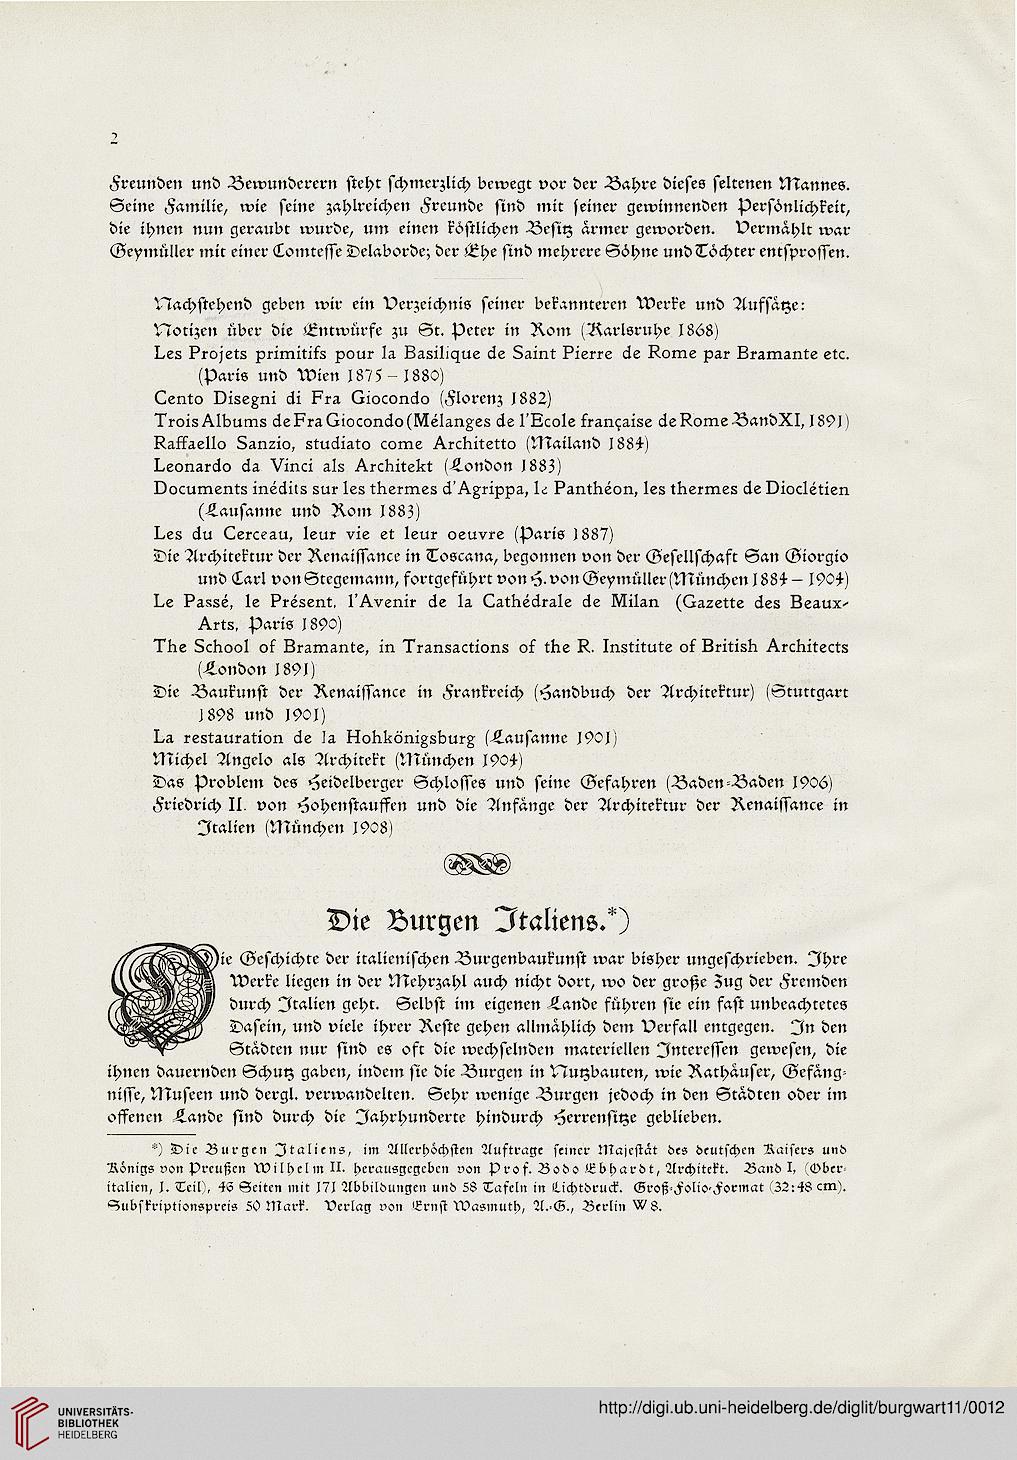 2
Freunden und Bewunderern steht schmerzlich bewegt vor der Bahre dieses seltenen Mannes.
Seine Familie, wie seine zahlreichen Freunde sind mit seiner gewinnenden Persönlichkeit,
die ihnen nun geraubt wurde, um einen köstlichen Besitz ärmer geworden. Vermählt war
Geymüller mit einer Comtesse Delaborde; der Ehe sind mehrere Söhne und Töchter entsprossen.
Nachstehend geben wir ein Verzeichnis seiner bekannteren Werke und Aufsätze:
Notizen über die Entwürfe zu St. Peter in Rom (Karlsruhe 1868)
Les Projets primitifs pour la Basilique de Saint Pierre de Rome par Bramante etc.
(Paris und Wien 1875 – 1880)
Cento Disegni di Fra Giocondo (Florenz 1882)
Trois Albums de Fra Giocondo (Mélanges de l'Ecole française de Rome Band XI, 1891)
Raffaello Sanzio, studiato come Architetto (Mailand 1884)
Leonardo da Vinci als Architekt (London 1883)
Documents inédits sur les thermes d'Agrippa, le Panthéon, les thermes de Dioclétien
(Lausanne und Rom 1883)
Les du Cerceau, leur vie et leur oeuvre (Paris 1887)
Die Architektur der Renaissance in Toscana, begonnen von der Gesellschaft San Giorgio
und Carl von Stegemann, fortgeführt von H. von Geymüller (München 1884 – 1904)
Le Passé, le Présent, l'Avenir de la Cathédrale de Milan (Gazette des Beaux-
Arts, Paris 1890)
The School of Bramante, in Transactions of the R. Institute of British Architects
(London 1891)
Die Baukunst der Renaissance in Frankreich (Handbuch der Architektur) (Stuttgart
1898 und 1901)
La restauration de la Hohkönigsburg (Lausanne 1901)
Michel Angelo als Architekt (München 1904)
Das Problem des Heidelberger Schlosses und seine Gefahren (Baden-Baden 1906)
Friedrich II. von Hohenstauffen und die Anfänge der Architektur der Renaissance in
Italien (München 1908)
Die Burgen Italiens.*)
Die Geschichte der italienischen Burgenbaukunst war bisher ungeschrieben. Ihre
Werke liegen in der Mehrzahl auch nicht dort, wo der große Zug der Fremden
durch Italien geht. Selbst im eigenen Lande führen sie ein fast unbeachtetes
Dasein, und viele ihrer Reste gehen allmählich dem Verfall entgegen. In den
Städten nur sind es oft die wechselnden materiellen Interessen gewesen, die
ihnen dauernden Schutz gaben, indem sie die Burgen in Nutzbauten, wie Rathäuser, Gefäng-
nisse, Museen und dergl. verwandelten. Sehr wenige Burgen jedoch in den Städten oder im
offenen Lande sind durch die Jahrhunderte hindurch Herrensitze geblieben.
*) Die Burgen Italiens, im Allerhöchsten Auftrage seiner Majestät des deutschen Kaisers und
Königs von Preußen Wilhelm II. herausgegeben von Prof. Bodo Ebhardt, Architekt. Band I, (Ober-
italien, 1. Teil), 46 Seiten mit 171 Abbildungen und 58 Tafeln in Lichtdruck. Groß-Folio-Format (32:48 cm).
Subskriptionspreis 50 Mark. Verlag von Ernst Wasmuth, A.-G., Berlin W 8.
UNIVERSITÄTS-
BIBLIOTHEK
HEIDELBERG
http://digi.ub.uni-heidelberg.de/diglit/burgwart11/0012